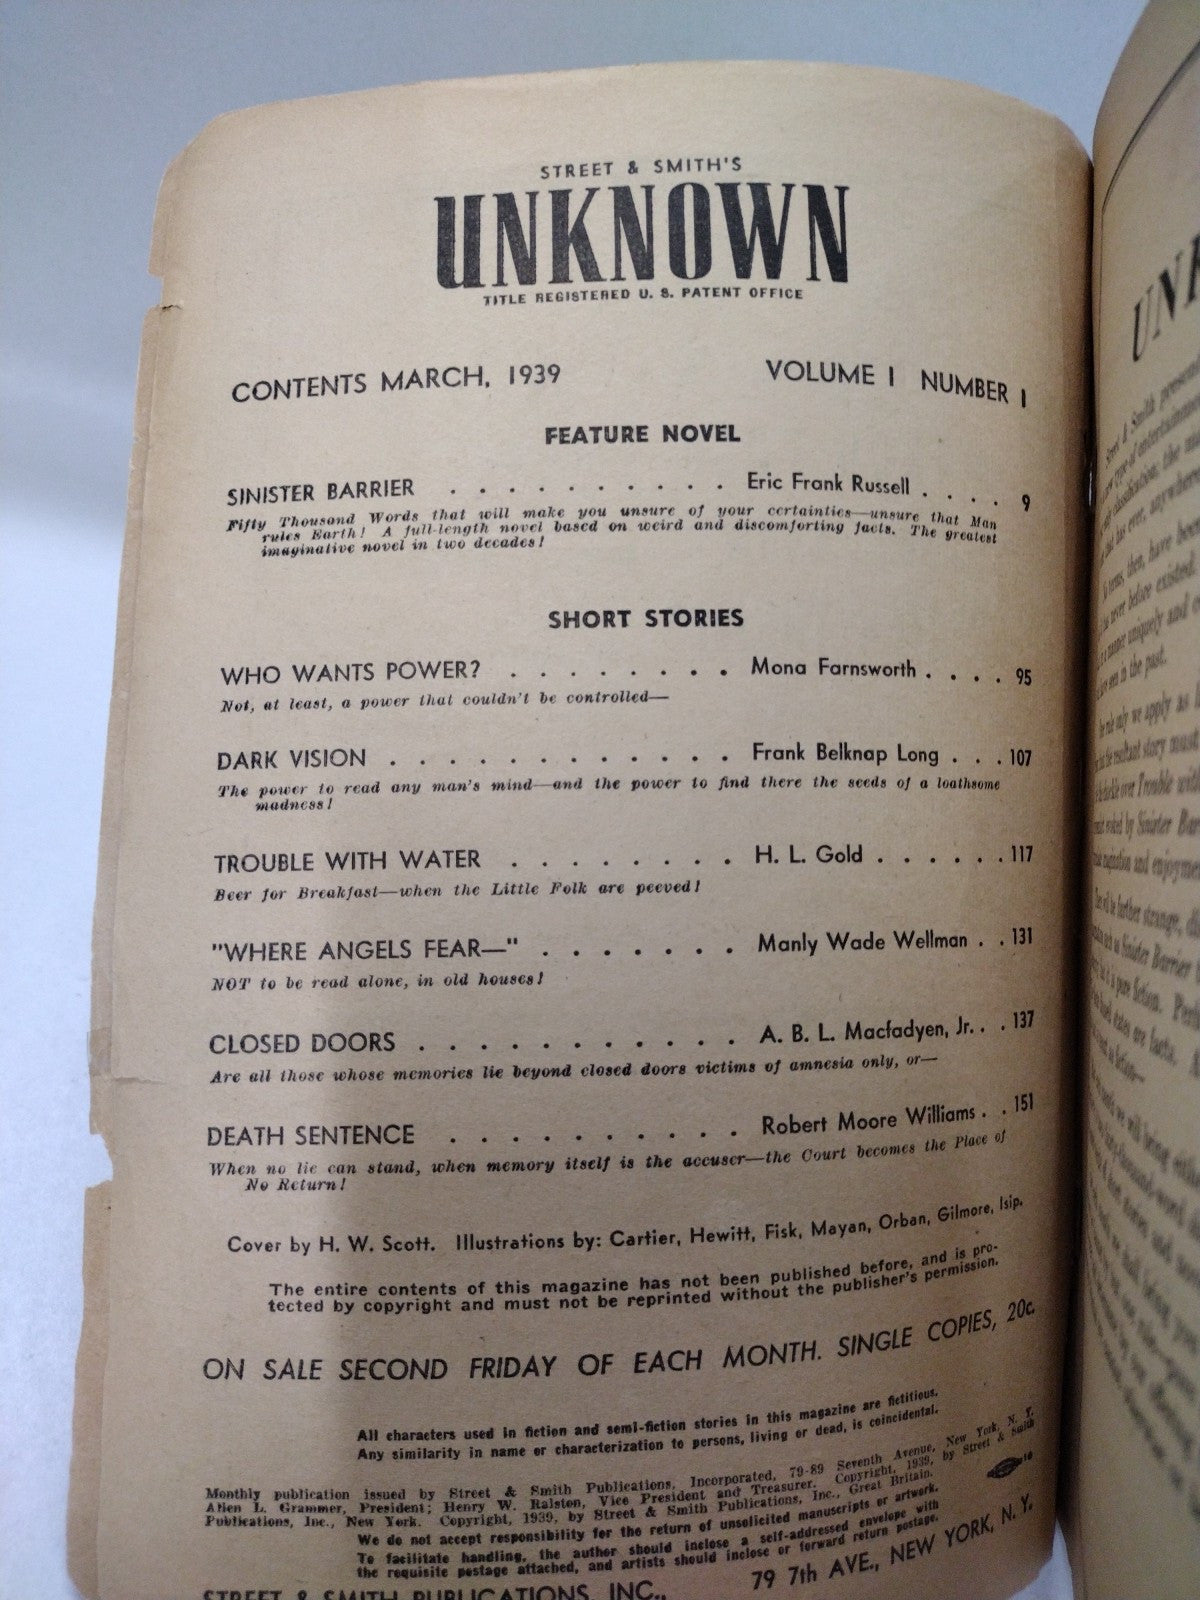 STREET & SMITH'S
UNKNOWN
TITLE REGISTERED U. S. PATENT OFFICE
CONTENTS MARCH, 1939 VOLUME I NUMBER I
FEATURE NOVEL
SINISTER BARRIER . . . . . . . . . . Eric Frank Russell . . . . 9
Fifty Thousand Words that will make you unsure of your certainties—unsure that Man
rules Earth! A full-length novel based on weird and discomforting facts. The greatest
imaginative novel in two decades!
SHORT STORIES
WHO WANTS POWER? . . . . . . . . Mona Farnsworth . . . . 95
Not, at least, a power that couldn't be controlled—
DARK VISION . . . . . . . . . . . . Frank Belknap Long . . . 107
The power to read any man's mind—and the power to find there the seeds of a loathsome
madness!
TROUBLE WITH WATER . . . . . . . . H. L. Gold . . . . . . 117
Beer for Breakfast—when the Little Folk are peeved!
"WHERE ANGELS FEAR—" . . . . . . . Manly Wade Wellman . . 131
NOT to be read alone, in old houses!
CLOSED DOORS . . . . . . . . . . . A. B. L. Macfadyen, Jr. . . 137
Are all those whose memories lie beyond closed doors victims of amnesia only, or—
DEATH SENTENCE . . . . . . . . . . Robert Moore Williams . . 151
When no lie can stand, when memory itself is the accuser—the Court becomes the Place of
No Return!
Cover by H. W. Scott. Illustrations by: Cartier, Hewitt, Fisk, Mayan, Orban, Gilmore, Isip.
The entire contents of this magazine has not been published before, and is pro-
tected by copyright and must not be reprinted without the publisher's permission.
ON SALE SECOND FRIDAY OF EACH MONTH. SINGLE COPIES, 20c
All characters used in fiction and semi-fiction stories in this magazine are fictitious.
Any similarity in name or characterization to persons, living or dead, is coincidental.
Monthly publication issued by Street & Smith Publications, Incorporated, 79-89 Seventh Avenue, New York, N. Y.
Allen L. Grammer, President; Henry W. Ralston, Vice President and Treasurer. Copyright, 1939, by Street & Smith
Publications, Inc., New York. Copyright, 1939, by Street & Smith Publications, Inc., Great Britain.
We do not accept responsibility for the return of unsolicited manuscripts or artwork.
To facilitate handling, the author should inclose a self-addressed envelope with
the requisite postage attached, and artists should inclose or forward return postage.
STREET & SMITH PUBLICATIONS, INC., 79 7th AVE., NEW YORK, N. Y.